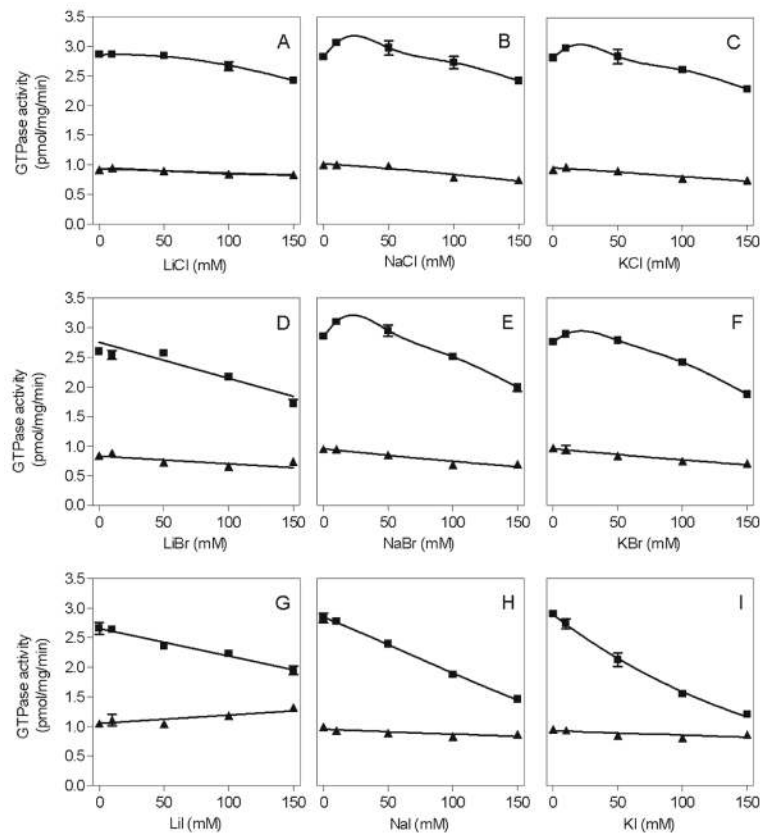 A
B
C
GTPase activity
(pmol/mg/min)
3.5
3.0
2.5
2.0
1.5
1.0
0.5
0.0
0 50 100 150
0 50 100 150
0 50 100 150
LiCl (mM)
NaCl (mM)
KCl (mM)
D
E
F
GTPase activity
(pmol/mg/min)
3.5
3.0
2.5
2.0
1.5
1.0
0.5
0.0
0 50 100 150
0 50 100 150
0 50 100 150
LiBr (mM)
NaBr (mM)
KBr (mM)
G
H
I
GTPase activity
(pmol/mg/min)
3.5
3.0
2.5
2.0
1.5
1.0
0.5
0.0
0 50 100 150
0 50 100 150
0 50 100 150
LiI (mM)
NaI (mM)
KI (mM)